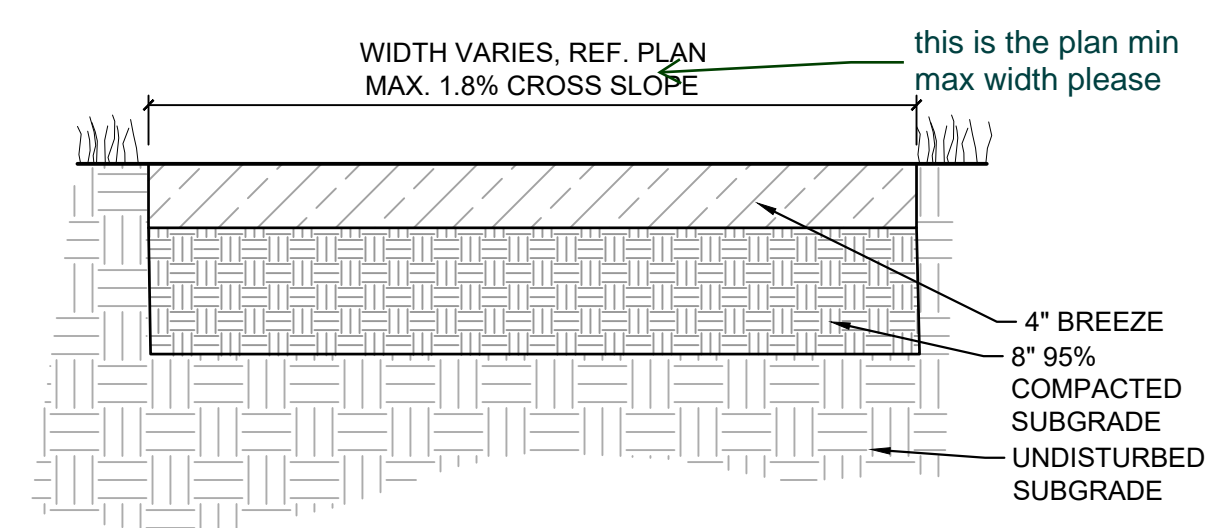 WIDTH VARIES, REF. PLAN
MAX. 1.8% CROSS SLOPE
this is the plan min
max width please
4" BREEZE
8" 95%
COMPACTED
SUBGRADE
UNDISTURBED
SUBGRADE